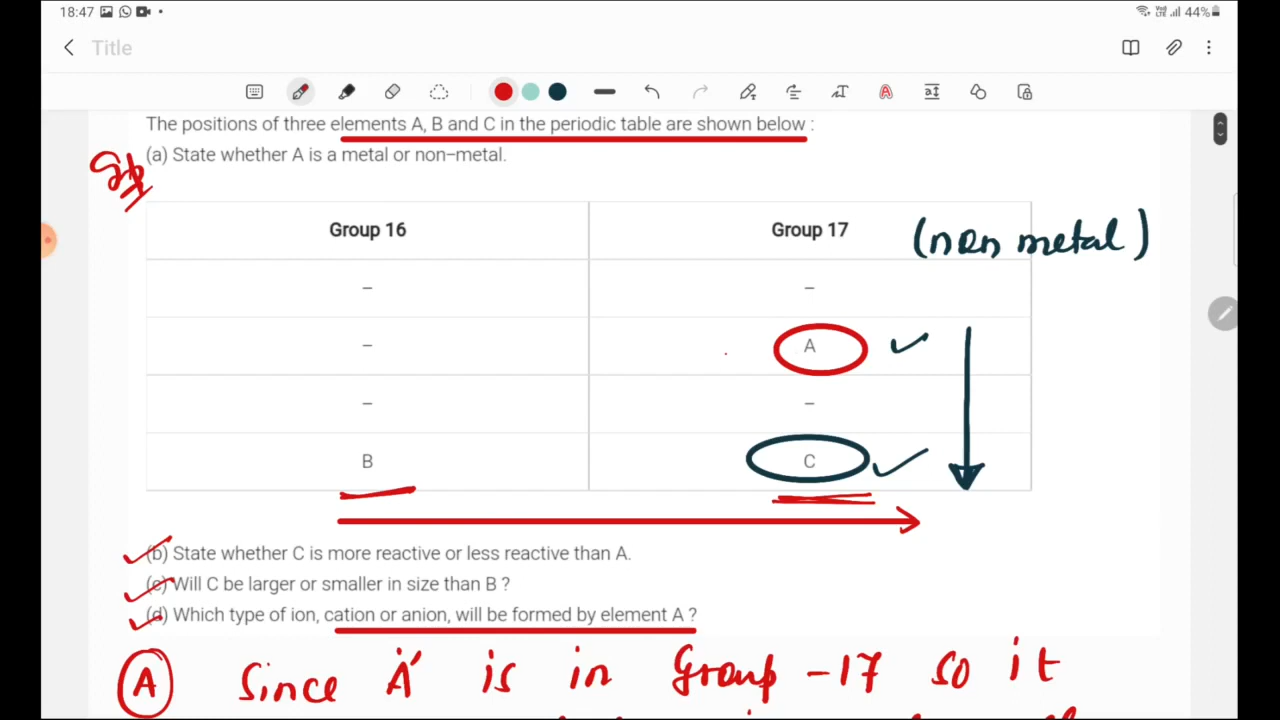 18:47
44%
Title
The positions of three elements A, B and C in the periodic table are shown below :
(a) State whether A is a metal or non-metal.
Group 16 Group 17 (non metal)
– –
– A
– –
B C
(b) State whether C is more reactive or less reactive than A.
(c) Will C be larger or smaller in size than B ?
(d) Which type of ion, cation or anion, will be formed by element A ?
A Since 'A' is in Group -17 so it